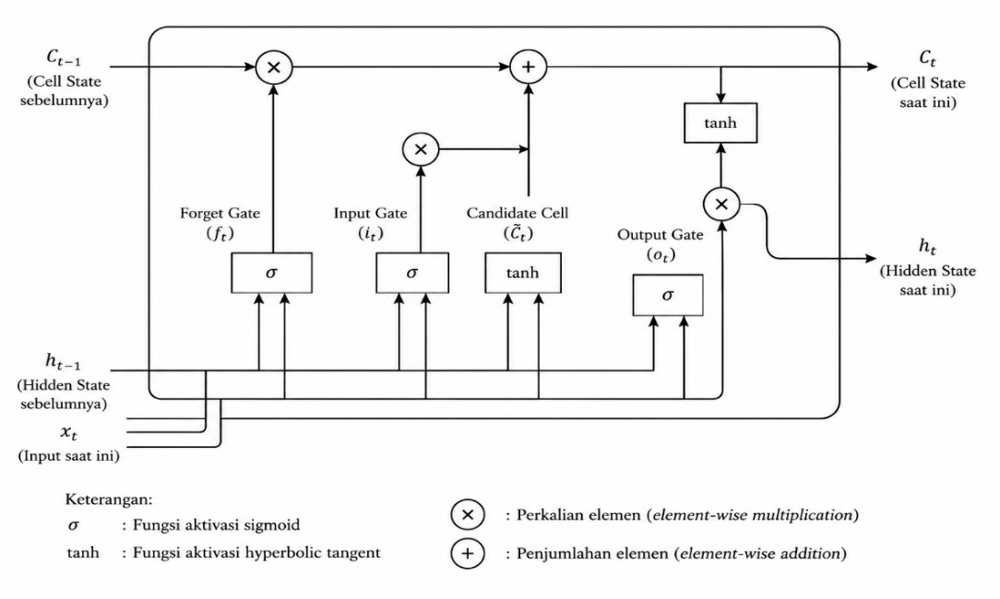 C_{t−1}
(Cell State
sebelumnya)
×
+
C_t
(Cell State
saat ini)
tanh
×
×
Forget Gate
(f_t)
Input Gate
(i_t)
Candidate Cell
(C̃_t)
Output Gate
(o_t)
h_t
(Hidden State
saat ini)
σ
σ
tanh
σ
h_{t−1}
(Hidden State
sebelumnya)
x_t
(Input saat ini)
Keterangan:
σ : Fungsi aktivasi sigmoid
tanh : Fungsi aktivasi hyperbolic tangent
× : Perkalian elemen (element-wise multiplication)
+ : Penjumlahan elemen (element-wise addition)